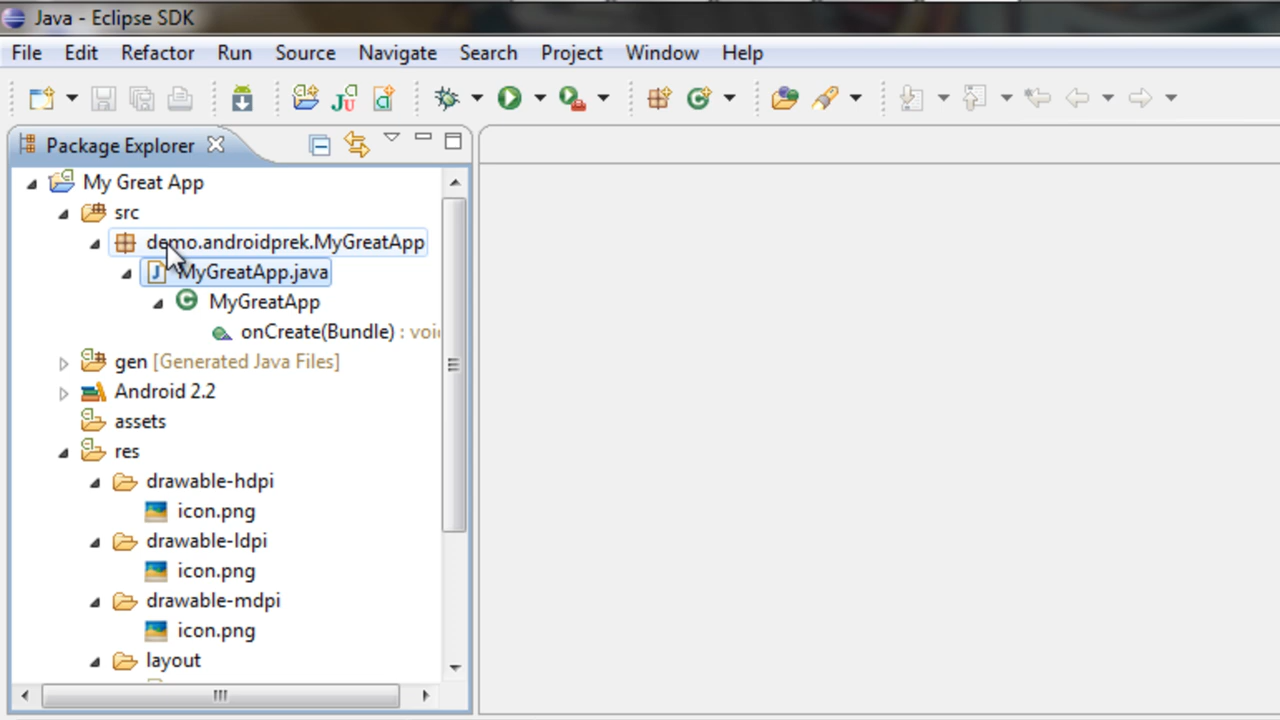 Java - Eclipse SDK
File Edit Refactor Run Source Navigate Search Project Window Help
Package Explorer
My Great App
src
demo.androidprek.MyGreatApp
MyGreatApp.java
MyGreatApp
onCreate(Bundle) : void
gen [Generated Java Files]
Android 2.2
assets
res
drawable-hdpi
icon.png
drawable-ldpi
icon.png
drawable-mdpi
icon.png
layout